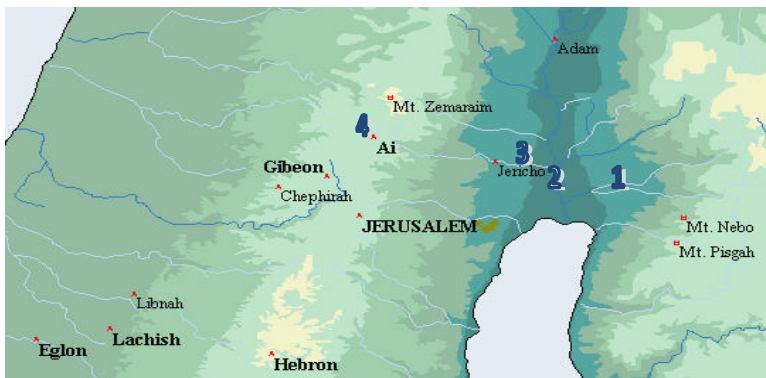 Adam
Mt. Zemaraim
4
Ai
3
Jericho
2
1
Gibeon
Chephirah
JERUSALEM
Mt. Nebo
Mt. Pisgah
Libnah
Lachish
Eglon
Hebron